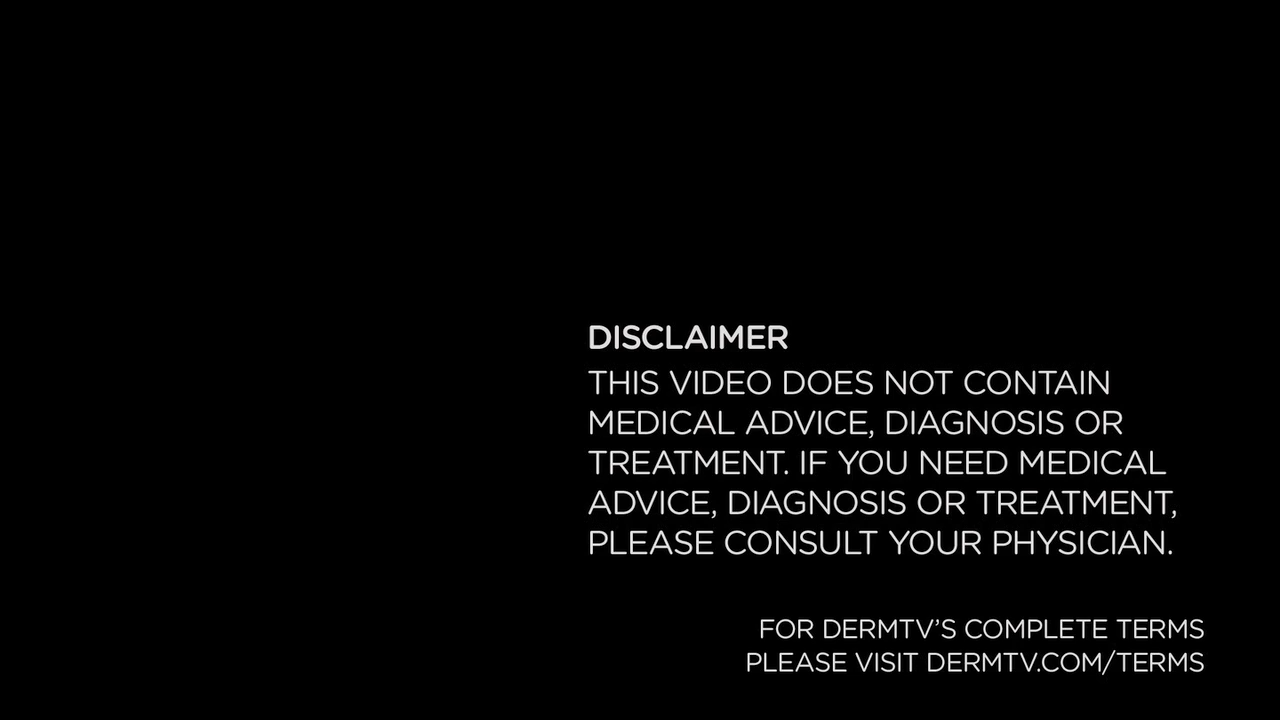 DISCLAIMER
THIS VIDEO DOES NOT CONTAIN
MEDICAL ADVICE, DIAGNOSIS OR
TREATMENT. IF YOU NEED MEDICAL
ADVICE, DIAGNOSIS OR TREATMENT,
PLEASE CONSULT YOUR PHYSICIAN.
FOR DERMTV’S COMPLETE TERMS
PLEASE VISIT DERMTV.COM/TERMS